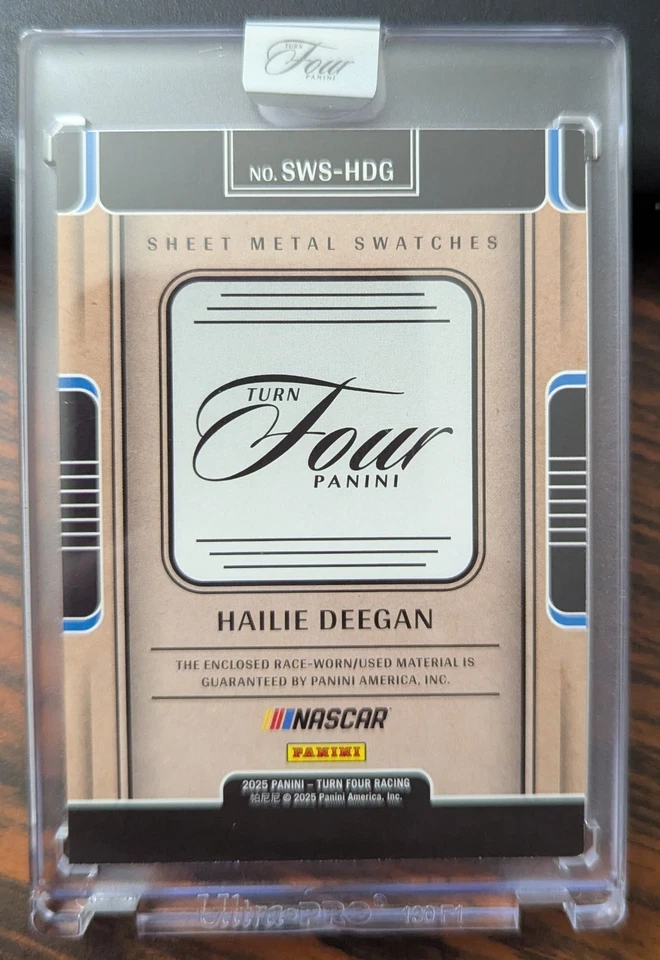 TURN
Four
PANINI
NO. SWS-HDG
SHEET METAL SWATCHES
TURN
Four
PANINI
HAILIE DEEGAN
THE ENCLOSED RACE-WORN/USED MATERIAL IS
GUARANTEED BY PANINI AMERICA, INC.
NASCAR
PANINI
2025 PANINI – TURN FOUR RACING
帕尼尼 © 2025 Panini America, Inc.
Ultra·PRO®